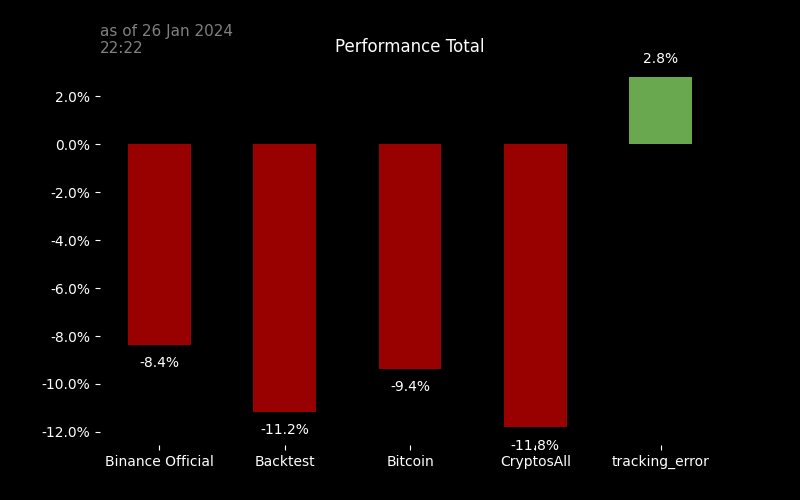 as of 26 Jan 2024
22:22
Performance Total
2.8%
2.0%
0.0%
-2.0%
-4.0%
-6.0%
-8.0%
-10.0%
-12.0%
-8.4%
-11.2%
-9.4%
-11.8%
Binance Official
Backtest
Bitcoin
CryptosAll
tracking_error